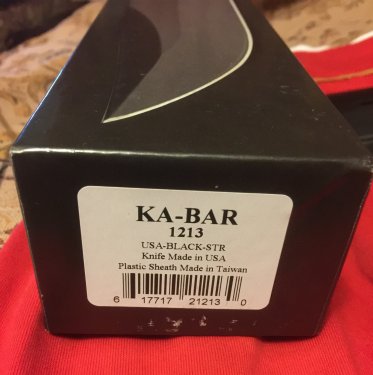 KA-BAR
1213
USA-BLACK-STR
Knife Made in USA
Plastic Sheath Made in Taiwan
6 17717 21213 0